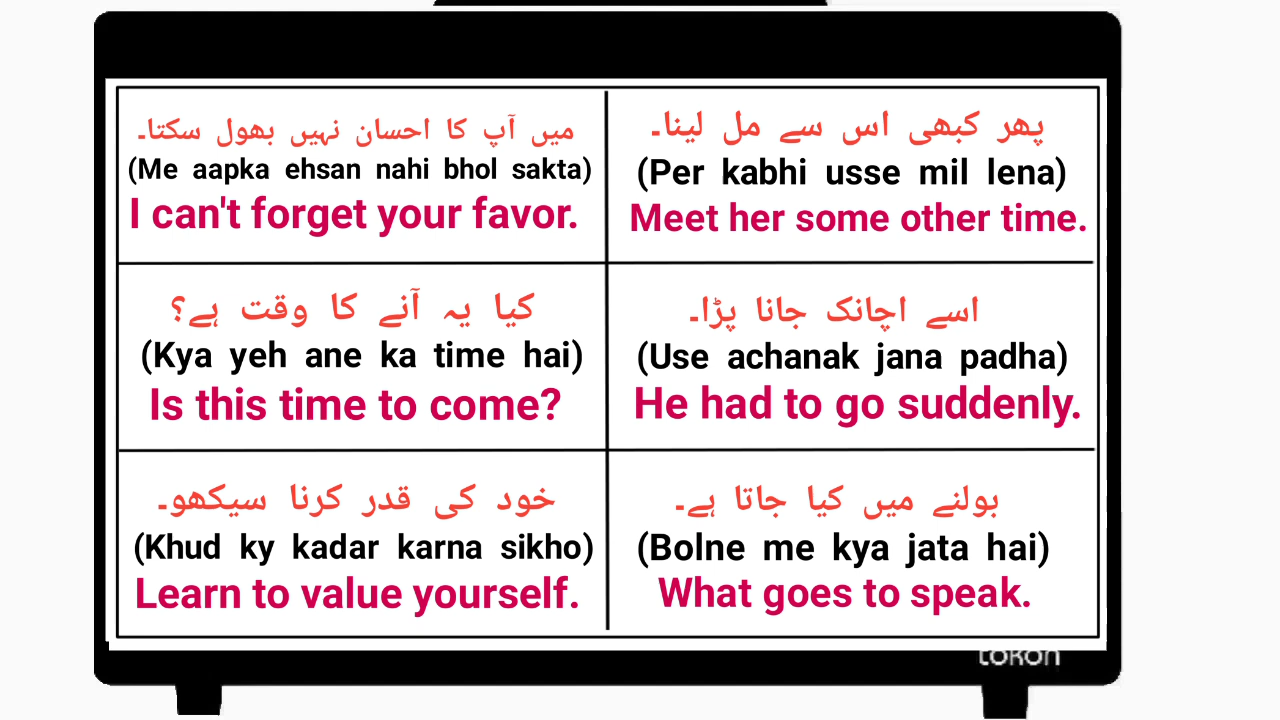 میں آپ کا احسان نہیں بھول سکتا۔
(Me aapka ehsan nahi bhol sakta)
I can't forget your favor.
پھر کبھی اس سے مل لینا۔
(Per kabhi usse mil lena)
Meet her some other time.
کیا یہ آنے کا وقت ہے؟
(Kya yeh ane ka time hai)
Is this time to come?
اسے اچانک جانا پڑا۔
(Use achanak jana padha)
He had to go suddenly.
خود کی قدر کرنا سیکھو۔
(Khud ky kadar karna sikho)
Learn to value yourself.
بولنے میں کیا جاتا ہے۔
(Bolne me kya jata hai)
What goes to speak.